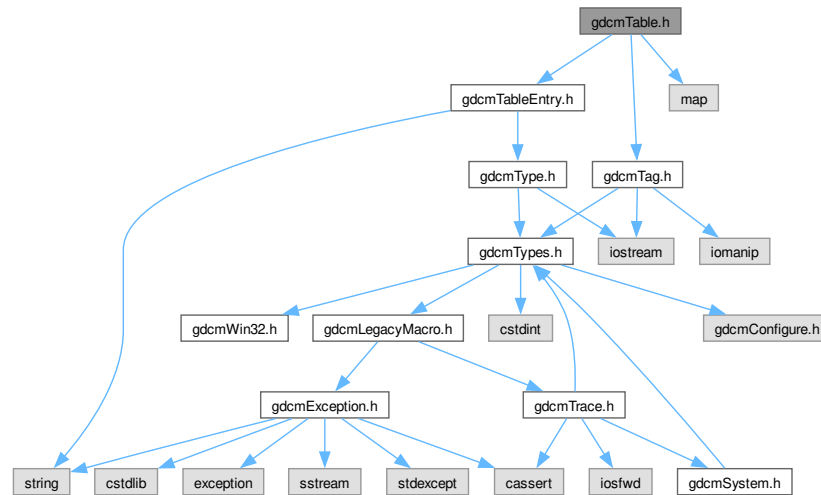 gdcmTable.h
gdcmTableEntry.h
map
gdcmType.h
gdcmTag.h
gdcmTypes.h
iostream
iomanip
gdcmWin32.h
gdcmLegacyMacro.h
cstdint
gdcmConfigure.h
gdcmException.h
gdcmTrace.h
string
cstdlib
exception
sstream
stdexcept
cassert
iosfwd
gdcmSystem.h